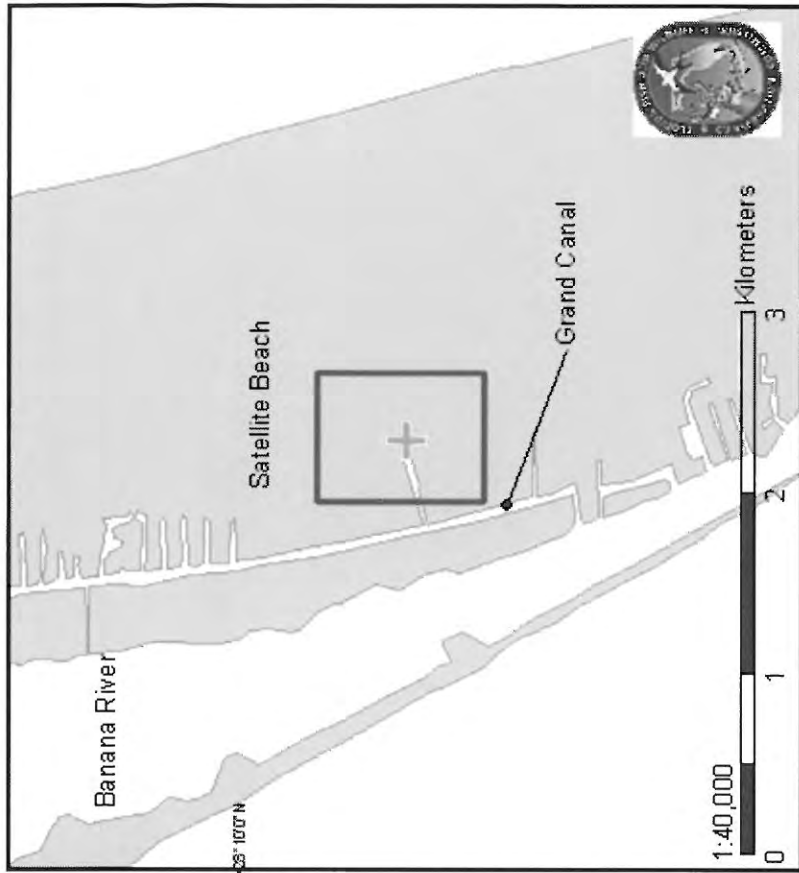 Satellite Beach
Banana River
Grand Canal
1:40,000
0 1 2 3
Kilometers